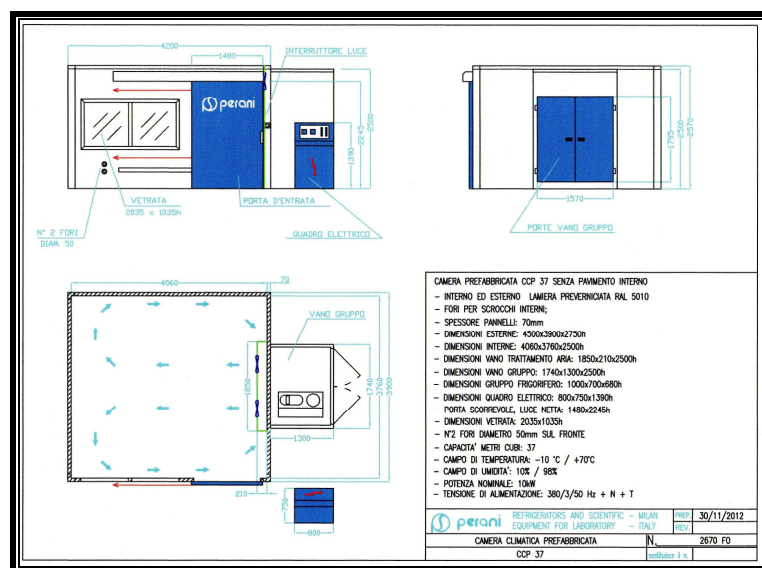 4200
1480
INTERRUTTORE LUCE
perani
1390
2245
2500
VETRATA
2035 x 1035h
PORTA D'ENTRATA
N° 2 FORI
DIAM. 50
QUADRO ELETTRICO
1795
2500
2570
1570
PORTE VANO GRUPPO
4060
70
VANO GRUPPO
1850
1740
3760
3900
1300
210
750
800
CAMERA PREFABBRICATA CCP 37 SENZA PAVIMENTO INTERNO
- INTERNO ED ESTERNO LAMIERA PREVERNICIATA RAL 5010
- FORI PER SCROCCHI INTERNI;
- SPESSORE PANNELLI: 70mm
- DIMENSIONI ESTERNE: 4300x3900x2750h
- DIMENSIONI INTERNE: 4060x3760x2500h
- DIMENSIONI VANO TRATTAMENTO ARIA: 1850x210x2500h
- DIMENSIONI VANO GRUPPO: 1740x1300x2500h
- DIMENSIONI GRUPPO FRIGORIFERO: 1000x700x680h
- DIMENSIONI QUADRO ELETTRICO: 800x750x1390h
PORTA SCORREVOLE, LUCE NETTA: 1480x2245h
- DIMENSIONI VETRATA: 2035x1035h
- N°2 FORI DIAMETRO 50mm SUL FRONTE
- CAPACITA' METRI CUBI: 37
- CAMPO DI TEMPERATURA: -10 °C / +70°C
- CAMPO DI UMIDITA': 10% / 98%
- POTENZA NOMINALE: 10kW
- TENSIONE DI ALIMENTAZIONE: 380/3/50 Hz + N + T
perani
REFRIGERATORS AND SCIENTIFIC - MILAN
EQUIPMENT FOR LABORATORY - ITALY
PREP. 30/11/2012
REV.
CAMERA CLIMATICA PREFABBRICATA
N. 2670 F0
CCP 37
sostituisce il n.